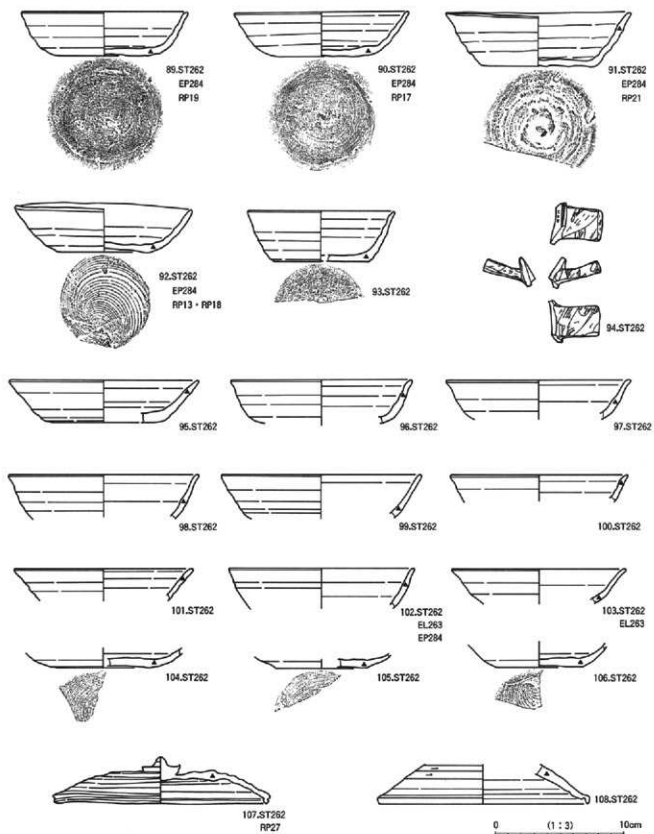 89.ST262
EP284
RP19
90.ST262
EP284
RP17
91.ST262
EP284
RP21
92.ST262
EP284
RP13・RP18
93.ST262
94.ST262
95.ST262
96.ST262
97.ST262
98.ST262
99.ST262
100.ST262
101.ST262
102.ST262
EL263
EP284
103.ST262
EL263
104.ST262
105.ST262
106.ST262
107.ST262
RP27
108.ST262
0 (1:3) 10cm